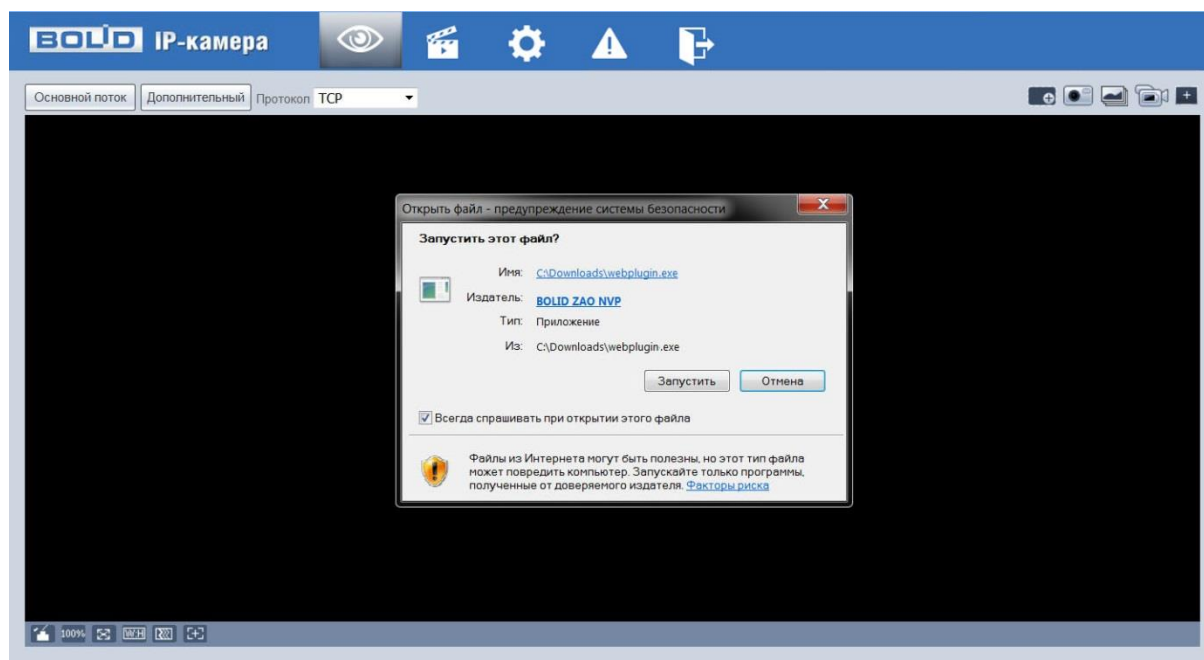 BOLID IP-камера
Основной поток Дополнительный Протокол TCP
Открыть файл - предупреждение системы безопасности
Запустить этот файл?
Имя: C:\Downloads\webplugin.exe
Издатель: BOLID ZAO NVP
Тип: Приложение
Из: C:\Downloads\webplugin.exe
Запустить Отмена
Всегда спрашивать при открытии этого файла
Файлы из Интернета могут быть полезны, но этот тип файла
может повредить компьютер. Запускайте только программы,
полученные от доверяемого издателя. Факторы риска
100% W:H